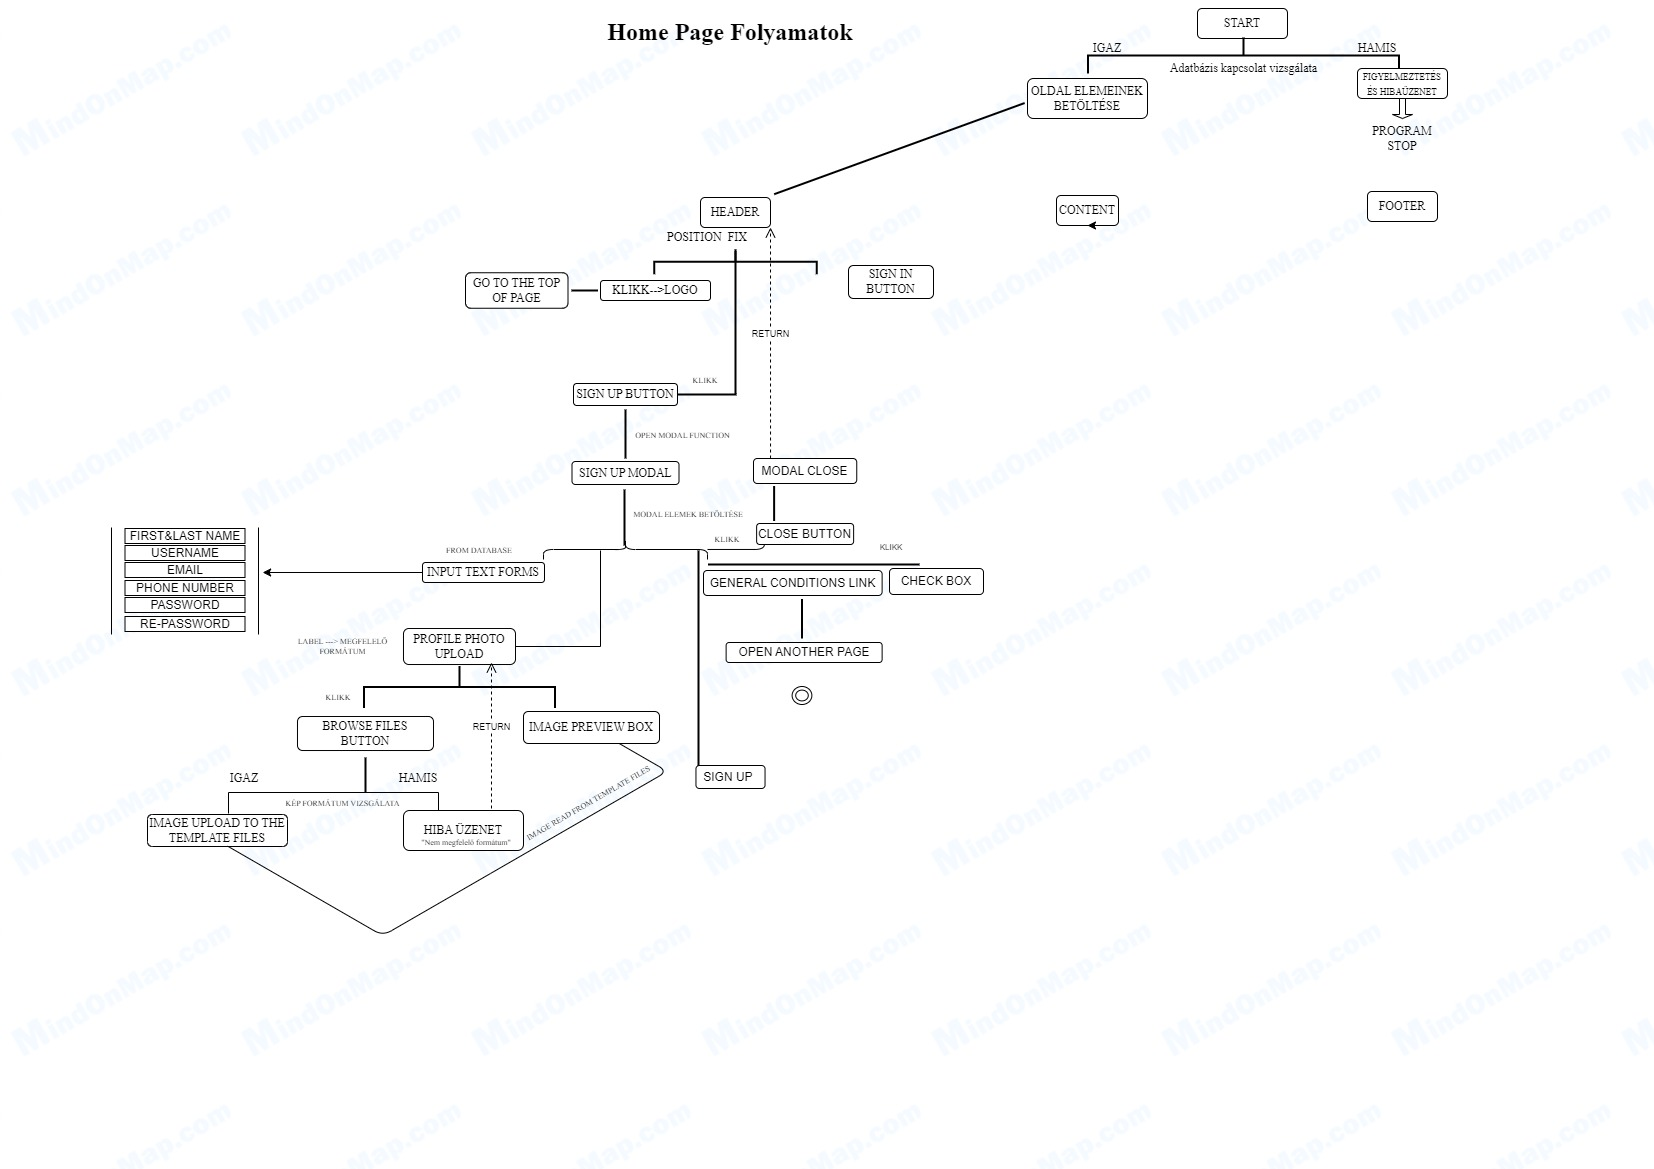 Home Page Folyamatok
START
IGAZ
HAMIS
Adatbázis kapcsolat vizsgálata
OLDAL ELEMEINEK
BETÖLTÉSE
FIGYELMEZTETÉS
ÉS HIBAÜZENET
PROGRAM
STOP
HEADER
POSITION FIX
CONTENT
FOOTER
GO TO THE TOP
OF PAGE
KLIKK-->LOGO
SIGN IN
BUTTON
RETURN
KLIKK
SIGN UP BUTTON
OPEN MODAL FUNCTION
SIGN UP MODAL
MODAL CLOSE
MODAL ELEMEK BETÖLTÉSE
CLOSE BUTTON
KLIKK
KLIKK
FROM DATABASE
INPUT TEXT FORMS
FIRST&LAST NAME
USERNAME
EMAIL
PHONE NUMBER
PASSWORD
RE-PASSWORD
GENERAL CONDITIONS LINK
CHECK BOX
OPEN ANOTHER PAGE
LABEL ---> MEGFELELŐ
FORMÁTUM
PROFILE PHOTO
UPLOAD
KLIKK
BROWSE FILES
BUTTON
RETURN
IMAGE PREVIEW BOX
SIGN UP
IGAZ
HAMIS
KÉP FORMÁTUM VIZSGÁLATA
IMAGE UPLOAD TO THE
TEMPLATE FILES
HIBA ÜZENET
"Nem megfelelő formátum"
IMAGE READ FROM TEMPLATE FILES
MindOnMap.com